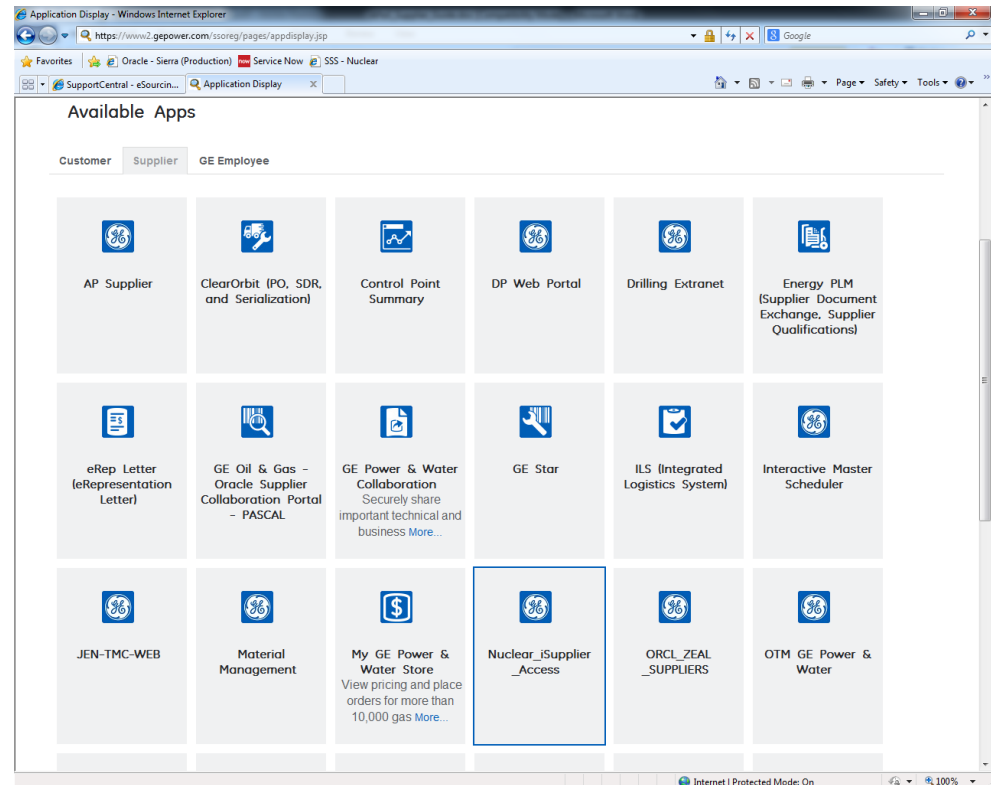 Application Display - Windows Internet Explorer
https://www2.gepower.com/ssoreg/pages/appdisplay.jsp
Google
Favorites Oracle - Sierra (Production) now Service Now SSS - Nuclear
SupportCentral - eSourcin... Application Display X Page Safety Tools
Available Apps
Customer Supplier GE Employee
AP Supplier
ClearOrbit (PO, SDR,
and Serialization)
Control Point
Summary
DP Web Portal
Drilling Extranet
Energy PLM
(Supplier Document
Exchange, Supplier
Qualifications)
eRep Letter
(eRepresentation
Letter)
GE Oil & Gas -
Oracle Supplier
Collaboration Portal
- PASCAL
GE Power & Water
Collaboration
Securely share
important technical and
business More...
GE Star
ILS (Integrated
Logistics System)
Interactive Master
Scheduler
JEN-TMC-WEB
Material
Management
My GE Power &
Water Store
View pricing and place
orders for more than
10,000 gas More...
Nuclear_iSupplier
_Access
ORCL_ZEAL
_SUPPLIERS
OTM GE Power &
Water
Internet | Protected Mode: On 100%